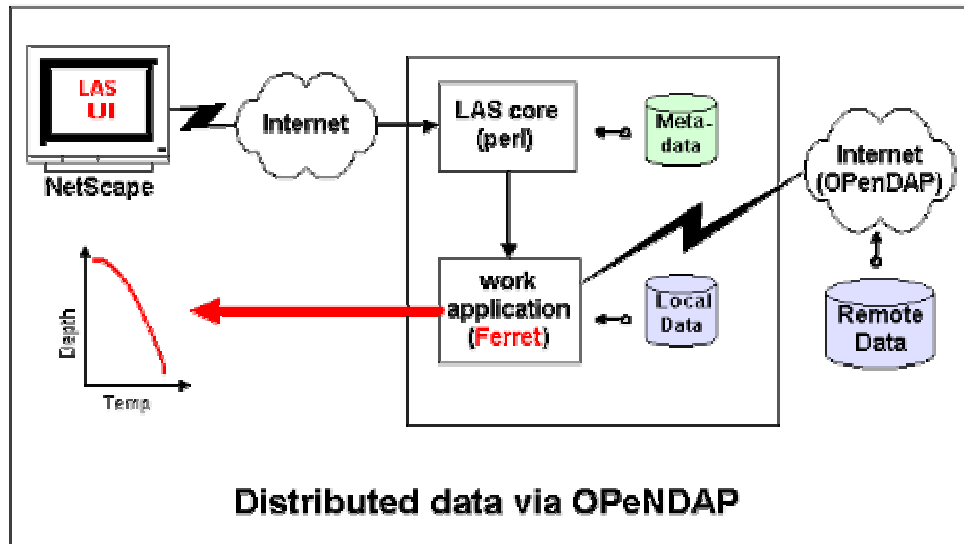 LAS
UI
NetScape
Internet
LAS core
(perl)
Meta-
data
Internet
(OPenDAP)
work
application
(Ferret)
Local
Data
Remote
Data
Depth
Temp
Distributed data via OPeNDAP